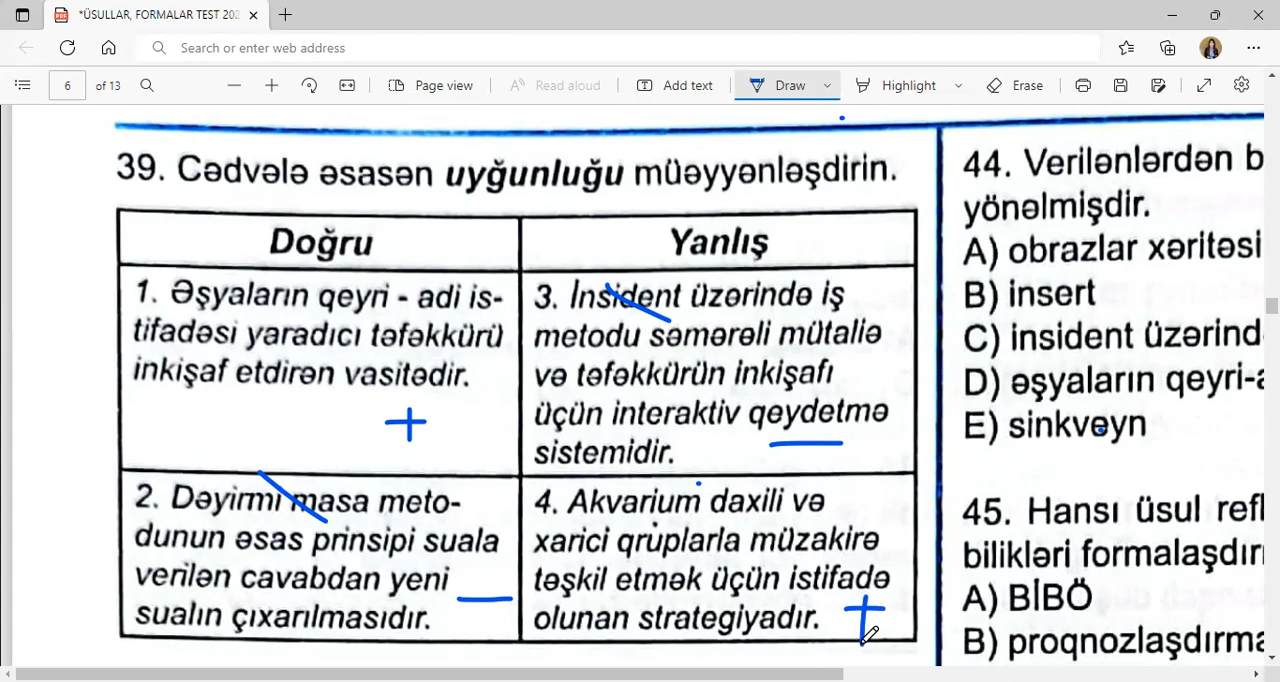 *ÜSULLAR, FORMALAR TEST 202
Search or enter web address
6 of 13 Page view Read aloud Add text Draw Highlight Erase
39. Cədvələ əsasən uyğunluğu müəyyənləşdirin.
Doğru
Yanlış
1. Əşyaların qeyri - adi is-
tifadəsi yaradıcı təfəkkürü
inkişaf etdirən vasitədir.
3. İnsident üzərində iş
metodu səmərəli mütaliə
və təfəkkürün inkişafı
üçün interaktiv qeydetmə
sistemidir.
2. Dəyirmi masa meto-
dunun əsas prinsipi suala
verilən cavabdan yeni
sualın çıxarılmasıdır.
4. Akvarium daxili və
xarici qruplarla müzakirə
təşkil etmək üçün istifadə
olunan strategiyadır.
44. Verilənlərdən b
yönəlmişdir.
A) obrazlar xəritəsi
B) insert
C) insident üzərind
D) əşyaların qeyri-a
E) sinkveyn
45. Hansı üsul refl
bilikləri formalaşdır
A) BİBÖ
B) proqnozlaşdırma